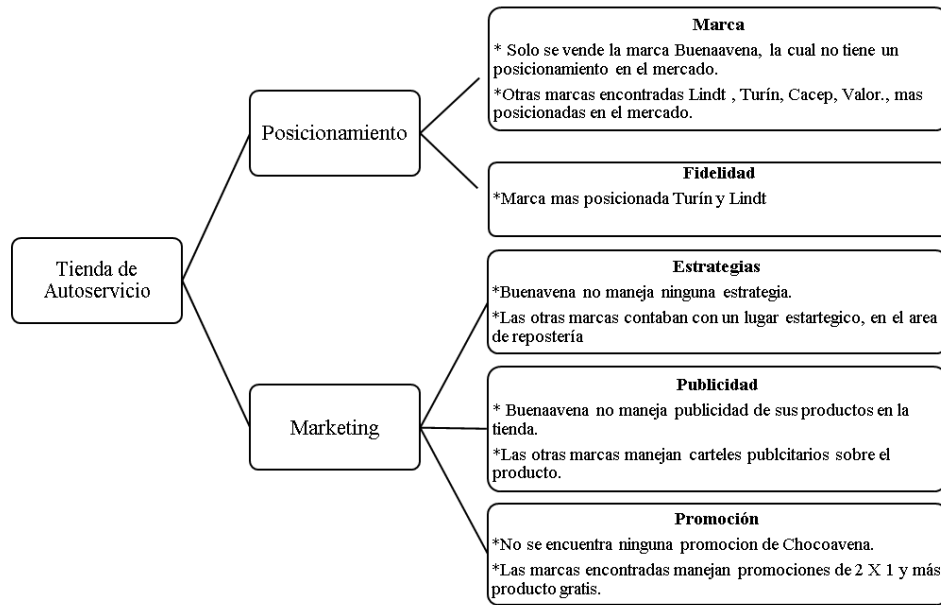 Marca
* Solo se vende la marca Buenaavena, la cual no tiene un
posicionamiento en el mercado.
*Otras marcas encontradas Lindt , Turín, Cacep, Valor., mas
posicionadas en el mercado.
Posicionamiento
Fidelidad
*Marca mas posicionada Turín y Lindt
Tienda de
Autoservicio
Estrategias
*Buenavena no maneja ninguna estrategia.
*Las otras marcas contaban con un lugar estartegico, en el area
de repostería
Marketing
Publicidad
* Buenaavena no maneja publicidad de sus productos en la
tienda.
*Las otras marcas manejan carteles publcitarios sobre el
producto.
Promoción
*No se encuentra ninguna promocion de Chocoavena.
*Las marcas encontradas manejan promociones de 2 X 1 y más
producto gratis.